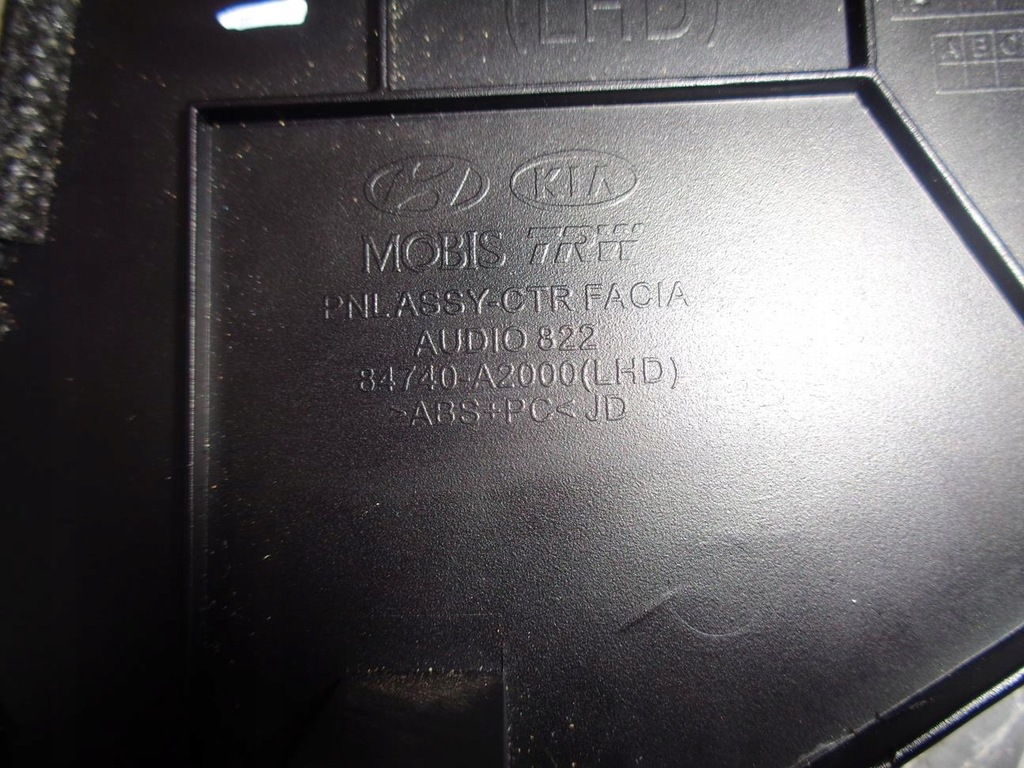 (LHD)
KIA
MOBIS TRW
PNL ASSY-CTR FACIA
AUDIO 822
84740-A2000(LHD)
>ABS+PC< JD